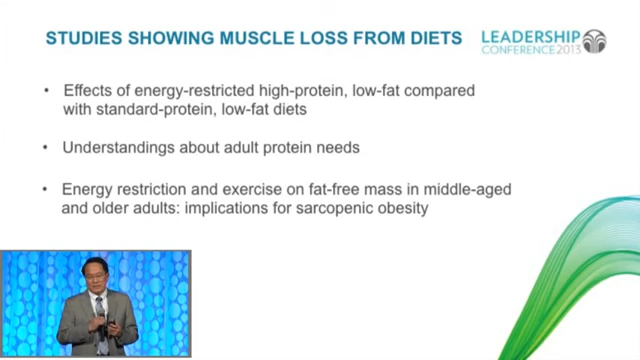 STUDIES SHOWING MUSCLE LOSS FROM DIETS
LEADERSHIP
CONFERENCE 2013
• Effects of energy-restricted high-protein, low-fat compared
with standard-protein, low-fat diets
• Understandings about adult protein needs
• Energy restriction and exercise on fat-free mass in middle-aged
and older adults: implications for sarcopenic obesity